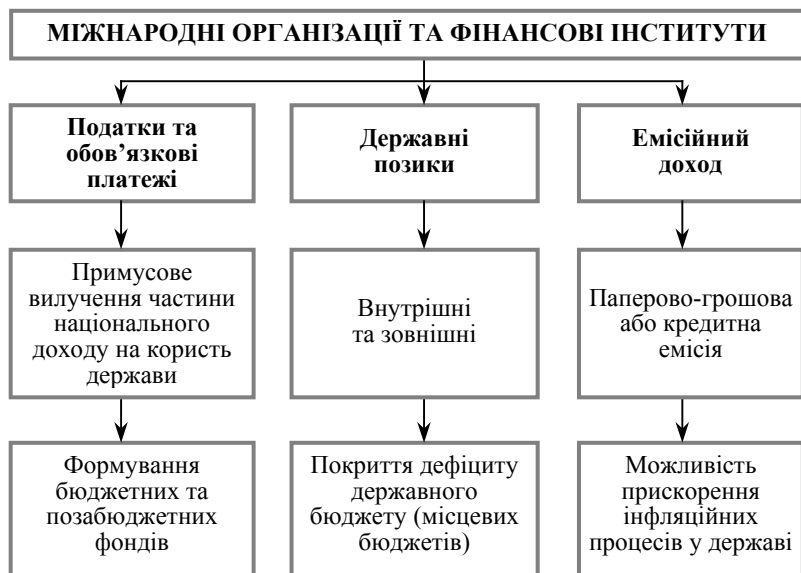 МІЖНАРОДНІ ОРГАНІЗАЦІЇ ТА ФІНАНСОВІ ІНСТИТУТИ
Податки та
обов’язкові
платежі
Державні
позики
Емісійний
доход
Примусове
вилучення частини
національного
доходу на користь
держави
Внутрішні
та зовнішні
Паперово-грошова
або кредитна
емісія
Формування
бюджетних та
позабюджетних
фондів
Покриття дефіциту
державного
бюджету (місцевих
бюджетів)
Можливість
прискорення
інфляційних
процесів у державі